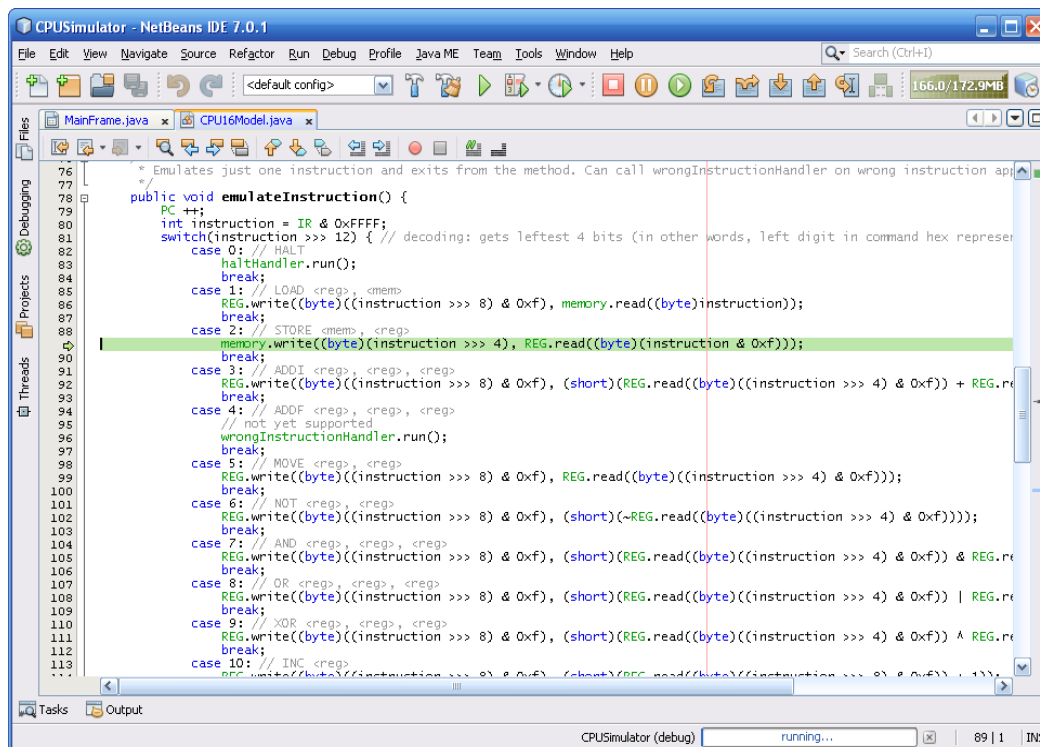 CPUSimulator - NetBeans IDE 7.0.1
File Edit View Navigate Source Refactor Run Debug Profile Java ME Team Tools Window Help Search (Ctrl+I)
<default config> 166.0/172.9MB
Files
Debugging
Projects
Threads
MainFrame.java x CPU16Model.java x
76 * Emulates just one instruction and exits from the method. Can call wrongInstructionHandler on wrong instruction
77 */
78 public void emulateInstruction() {
79 PC ++;
80 int instruction = IR & 0xFFFF;
81 switch(instruction >>> 12) { // decoding: gets leftest 4 bits (in other words, left digit in command hex
82 case 0: // HALT
83 haltHandler.run();
84 break;
85 case 1: // LOAD <reg>, <mem>
86 REG.write((byte)((instruction >>> 8) & 0xf), memory.read((byte)instruction));
87 break;
88 case 2: // STORE <mem>, <reg>
memory.write((byte)(instruction >>> 4), REG.read((byte)(instruction & 0xf)));
90 break;
91 case 3: // ADDI <reg>, <reg>, <reg>
92 REG.write((byte)((instruction >>> 8) & 0xf), (short)(REG.read((byte)((instruction >>> 4) & 0xf)) + REG.re
93 break;
94 case 4: // ADDF <reg>, <reg>, <reg>
95 // not yet supported
96 wrongInstructionHandler.run();
97 break;
98 case 5: // MOVE <reg>, <reg>
99 REG.write((byte)((instruction >>> 8) & 0xf), REG.read((byte)((instruction >>> 4) & 0xf)));
100 break;
101 case 6: // NOT <reg>, <reg>
102 REG.write((byte)((instruction >>> 8) & 0xf), (short)(~REG.read((byte)((instruction >>> 4) & 0xf))));
103 break;
104 case 7: // AND <reg>, <reg>, <reg>
105 REG.write((byte)((instruction >>> 8) & 0xf), (short)(REG.read((byte)((instruction >>> 4) & 0xf)) & REG.re
106 break;
107 case 8: // OR <reg>, <reg>, <reg>
108 REG.write((byte)((instruction >>> 8) & 0xf), (short)(REG.read((byte)((instruction >>> 4) & 0xf)) | REG.re
109 break;
110 case 9: // XOR <reg>, <reg>, <reg>
111 REG.write((byte)((instruction >>> 8) & 0xf), (short)(REG.read((byte)((instruction >>> 4) & 0xf)) ^ REG.re
112 break;
113 case 10: // INC <reg>
Tasks Output
CPUSimulator (debug) running... 89 | 1 INS